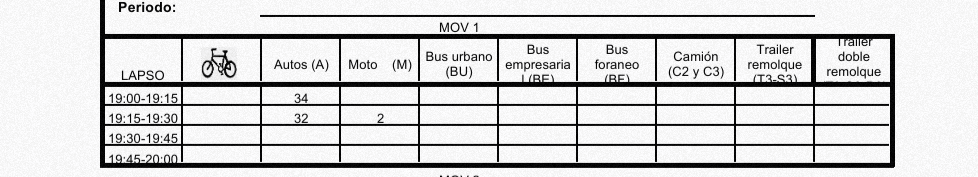 Periodo:
MOV 1
LAPSO Autos (A) Moto (M) Bus urbano (BU) Bus empresaria l (BE) Bus foraneo (BF) Camión (C2 y C3) Trailer remolque (T3-S3) Trailer doble remolque
19:00-19:15 34
19:15-19:30 32 2
19:30-19:45
19:45-20:00